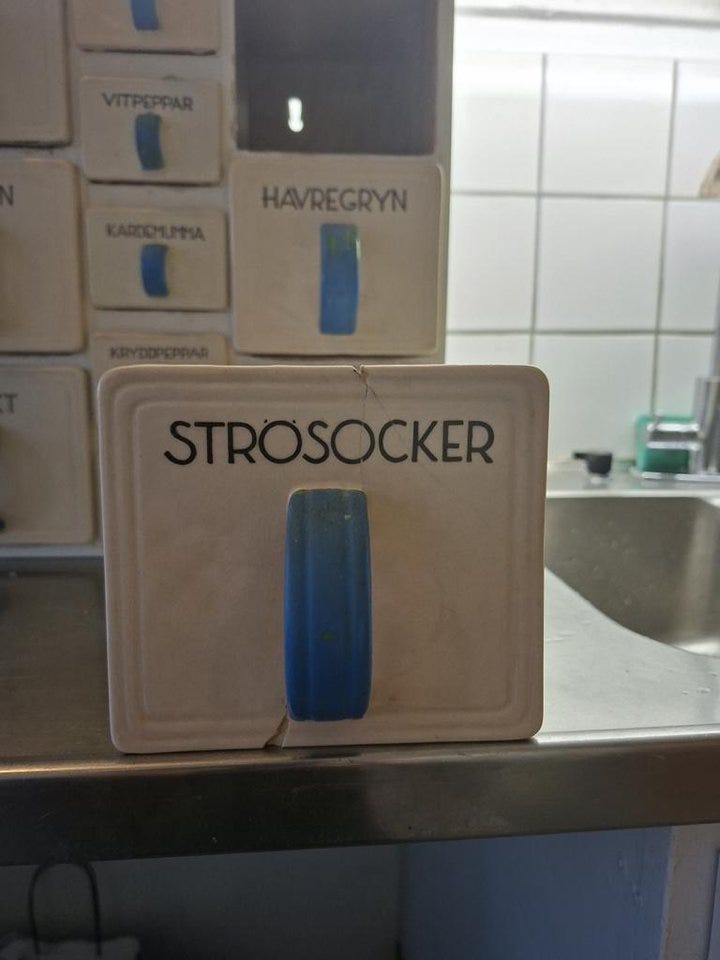 VITPEPPAR
HAVREGRYN
KARDEMUMMA
KRYDDPEPPAR
STRÖSOCKER